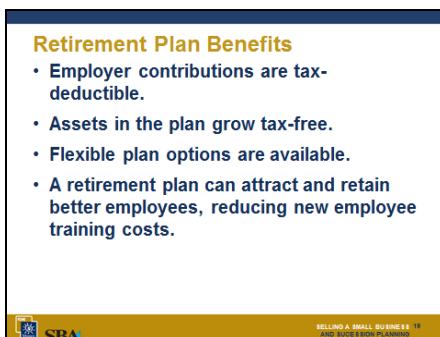 Retirement Plan Benefits
• Employer contributions are tax-
deductible.
• Assets in the plan grow tax-free.
• Flexible plan options are available.
• A retirement plan can attract and retain
better employees, reducing new employee
training costs.
SBA
SELLING A SMALL BUSINESS 18
AND SUCESSION PLANNING